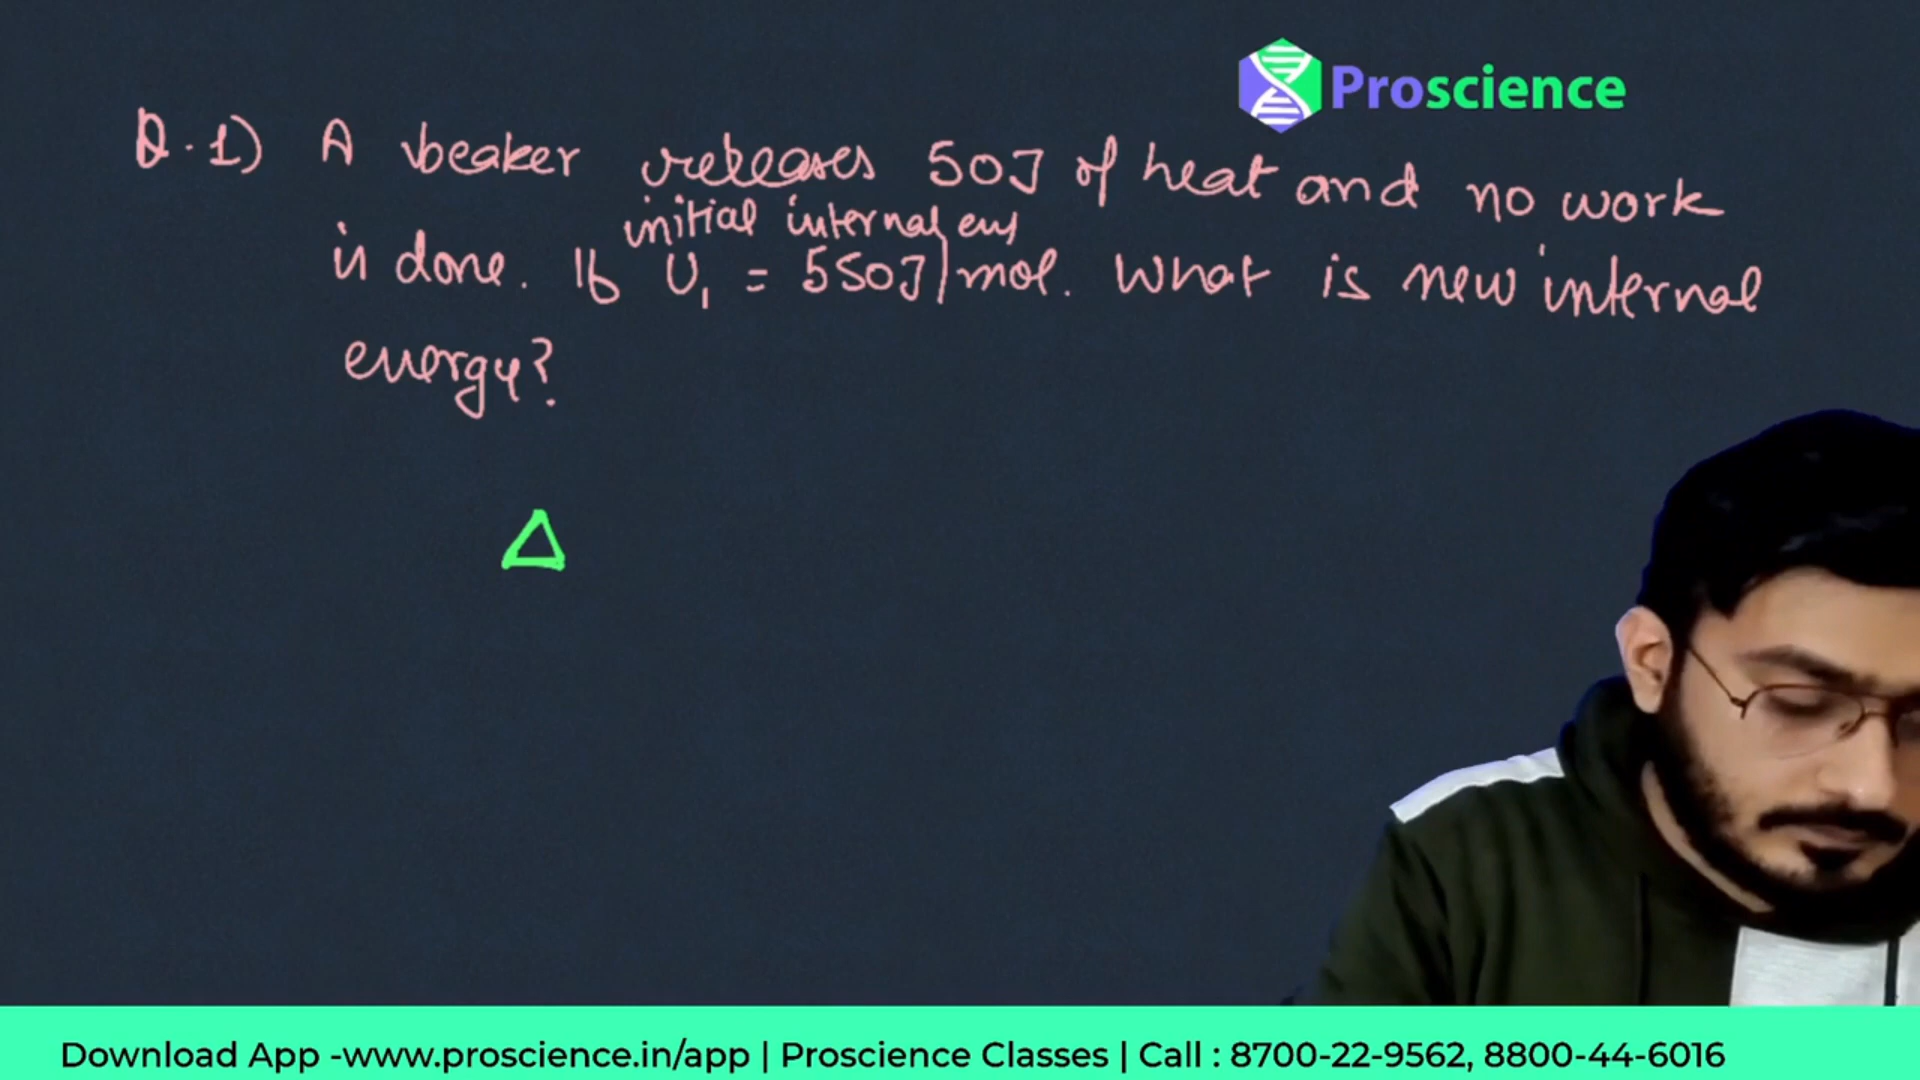 Proscience
Q.1) A beaker releases 50J of heat and no work
initial internal eny
is done. If U₁ = 550J/mol. What is new internal
energy?
Δ
Download App -www.proscience.in/app | Proscience Classes | Call : 8700-22-9562, 8800-44-6016